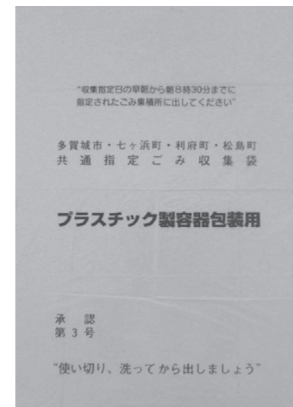 "収集指定日の早朝から朝8時30分までに
指定されたごみ集積所に出してください"
多賀城市・七ヶ浜町・利府町・松島町
共通指定ごみ収集袋
プラスチック製容器包装用
承認
第3号
"使い切り、洗ってから出しましょう"